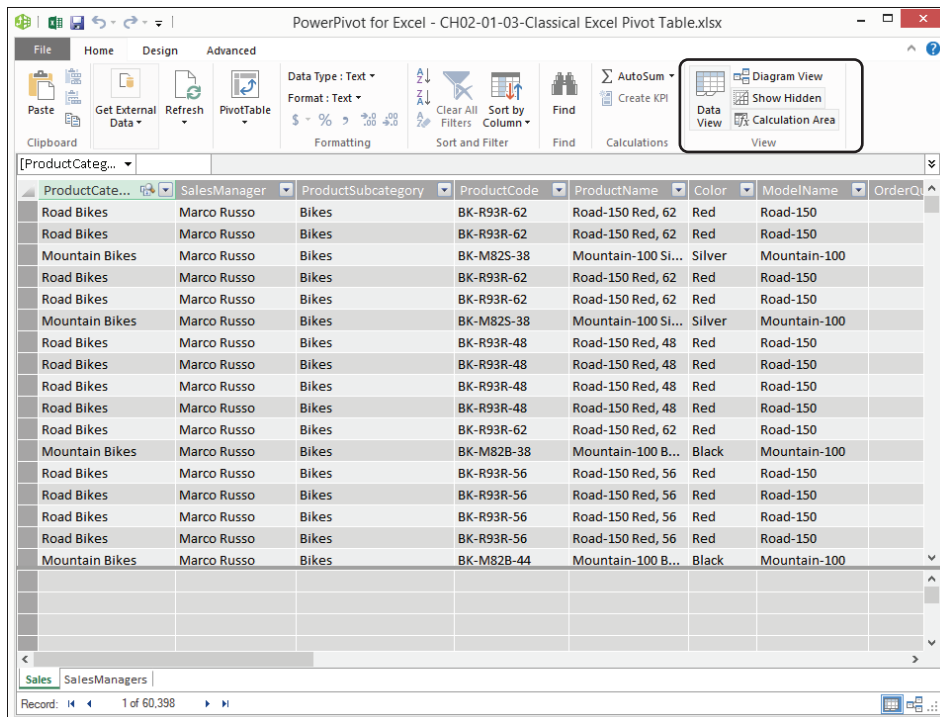 PowerPivot for Excel - CH02-01-03-Classical Excel Pivot Table.xlsx
File Home Design Advanced
Paste
Clipboard
Get External Data
Refresh
PivotTable
Data Type : Text
Format : Text
$ % , .00 .00
Formatting
Clear All Filters
Sort by Column
Sort and Filter
Find
Find
AutoSum
Create KPI
Calculations
Data View
Diagram View
Show Hidden
Calculation Area
View
[ProductCateg...
ProductCate... SalesManager ProductSubcategory ProductCode ProductName Color ModelName OrderQu
Road Bikes Marco Russo Bikes BK-R93R-62 Road-150 Red, 62 Red Road-150
Road Bikes Marco Russo Bikes BK-R93R-62 Road-150 Red, 62 Red Road-150
Mountain Bikes Marco Russo Bikes BK-M82S-38 Mountain-100 Si... Silver Mountain-100
Road Bikes Marco Russo Bikes BK-R93R-62 Road-150 Red, 62 Red Road-150
Road Bikes Marco Russo Bikes BK-R93R-62 Road-150 Red, 62 Red Road-150
Mountain Bikes Marco Russo Bikes BK-M82S-38 Mountain-100 Si... Silver Mountain-100
Road Bikes Marco Russo Bikes BK-R93R-48 Road-150 Red, 48 Red Road-150
Road Bikes Marco Russo Bikes BK-R93R-48 Road-150 Red, 48 Red Road-150
Road Bikes Marco Russo Bikes BK-R93R-48 Road-150 Red, 48 Red Road-150
Road Bikes Marco Russo Bikes BK-R93R-48 Road-150 Red, 48 Red Road-150
Road Bikes Marco Russo Bikes BK-R93R-62 Road-150 Red, 62 Red Road-150
Mountain Bikes Marco Russo Bikes BK-M82B-38 Mountain-100 B... Black Mountain-100
Road Bikes Marco Russo Bikes BK-R93R-56 Road-150 Red, 56 Red Road-150
Road Bikes Marco Russo Bikes BK-R93R-56 Road-150 Red, 56 Red Road-150
Road Bikes Marco Russo Bikes BK-R93R-56 Road-150 Red, 56 Red Road-150
Road Bikes Marco Russo Bikes BK-R93R-56 Road-150 Red, 56 Red Road-150
Mountain Bikes Marco Russo Bikes BK-M82B-44 Mountain-100 B... Black Mountain-100
Sales SalesManagers
Record: 1 of 60,398